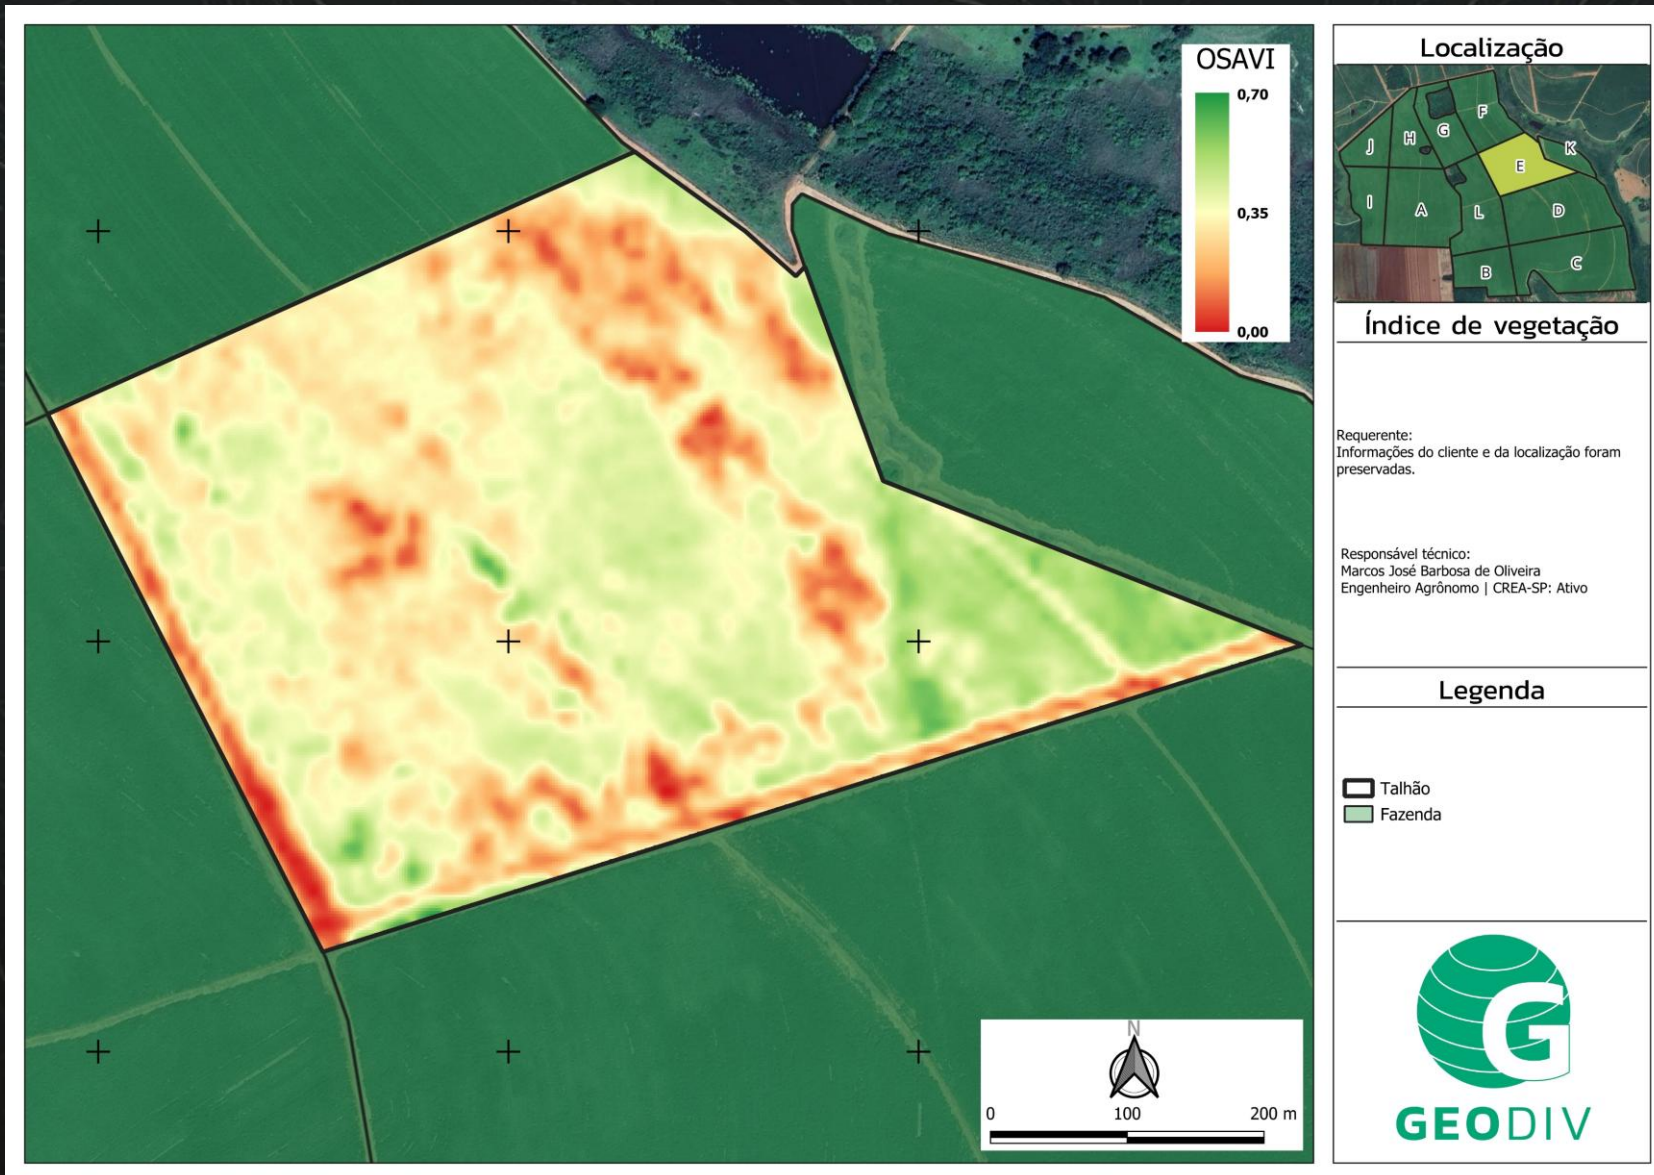 OSAVI
0,70
0,35
0,00
N
0
100
200 m
Localização
F
G
H
J
K
E
I
A
L
D
B
C
Índice de vegetação
Requerente:
Informações do cliente e da localização foram
preservadas.
Responsável técnico:
Marcos José Barbosa de Oliveira
Engenheiro Agrônomo | CREA-SP: Ativo
Legenda
Talhão
Fazenda
G
GEODIV